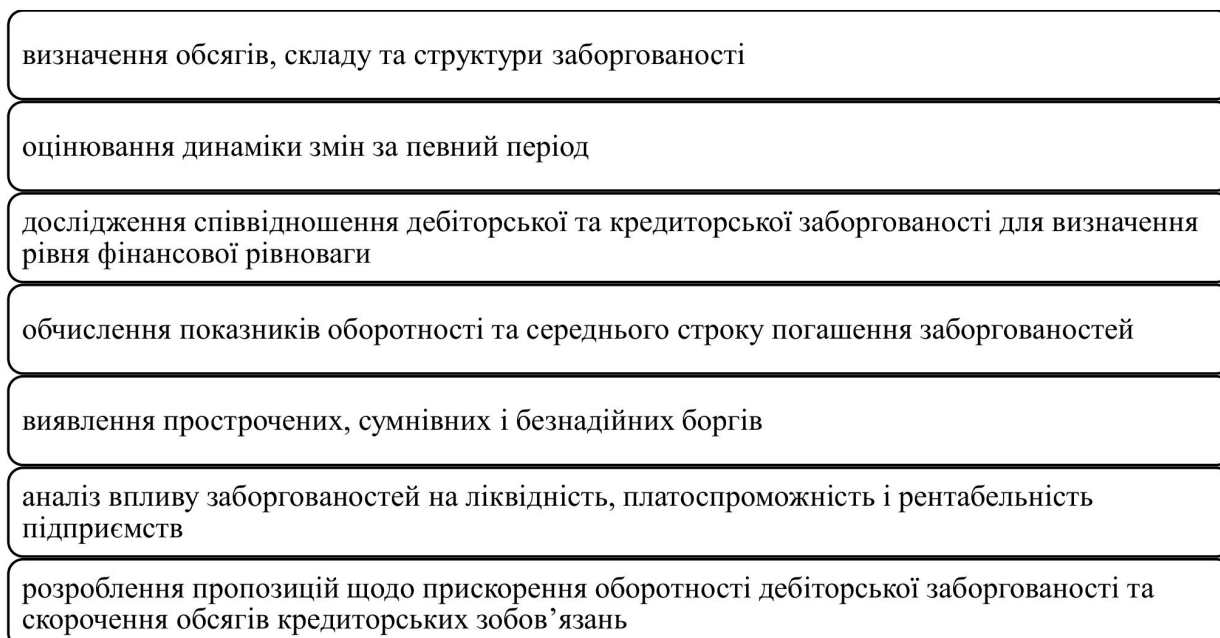 визначення обсягів, складу та структури заборгованості
оцінювання динаміки змін за певний період
дослідження співвідношення дебіторської та кредиторської заборгованості для визначення
рівня фінансової рівноваги
обчислення показників оборотності та середнього строку погашення заборгованостей
виявлення прострочених, сумнівних і безнадійних боргів
аналіз впливу заборгованостей на ліквідність, платоспроможність і рентабельність
підприємств
розроблення пропозицій щодо прискорення оборотності дебіторської заборгованості та
скорочення обсягів кредиторських зобов’язань